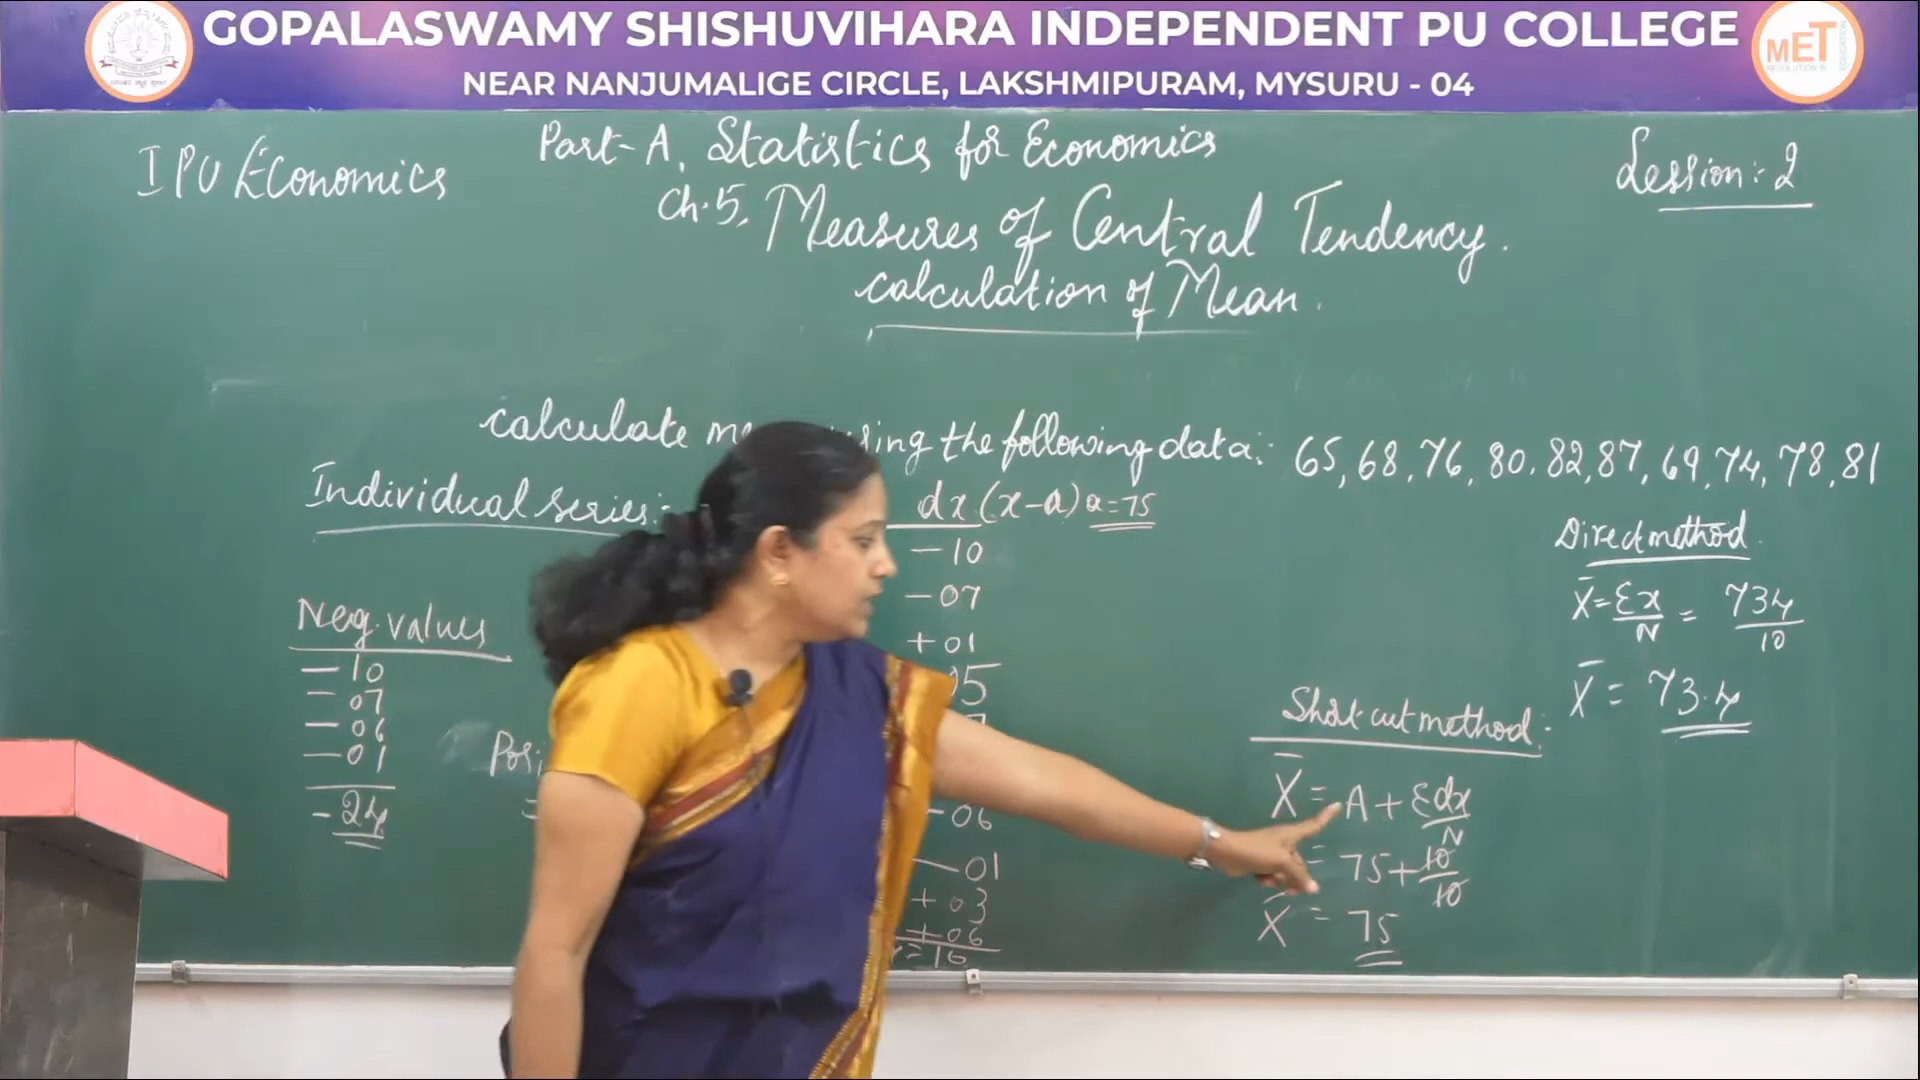 GOPALASWAMY SHISHUVIHARA INDEPENDENT PU COLLEGE
NEAR NANJUMALIGE CIRCLE, LAKSHMIPURAM, MYSURU - 04
MET
I PU Economics
Part-A. Statistics for Economics
Lession:- 2
Ch.5. Measures of Central Tendency.
calculation of Mean.
calculate using the following data:- 65, 68, 76, 80, 82, 87, 69, 74, 78, 81
Individual series:-
dx (x-a) a=75
-10
-07
+01
-06
-01
+03
+06
=10
Neg. values
-10
-07
-06
-01
-24
Direct method
X̄ = Σx/N = 734/10
X̄ = 73.4
Short cut method:-
X̄ = A + Σdx/N
= 75 + 10/10
X̄ = 75